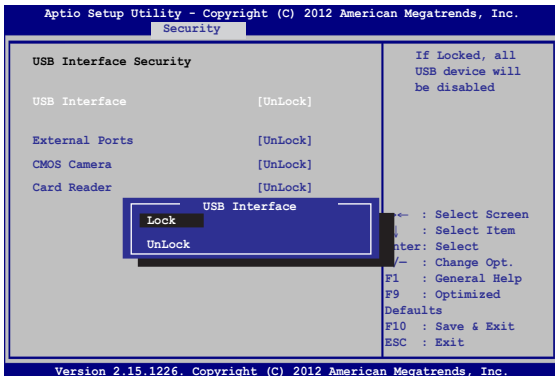 Aptio Setup Utility - Copyright (C) 2012 American Megatrends, Inc.
Security
USB Interface Security
USB Interface [UnLock]
External Ports [UnLock]
CMOS Camera [UnLock]
Card Reader [UnLock]
USB Interface
Lock
UnLock
If Locked, all
USB device will
be disabled
: Select Screen
: Select Item
nter: Select
/— : Change Opt.
F1 : General Help
F9 : Optimized
Defaults
F10 : Save & Exit
ESC : Exit
Version 2.15.1226. Copyright (C) 2012 American Megatrends, Inc.